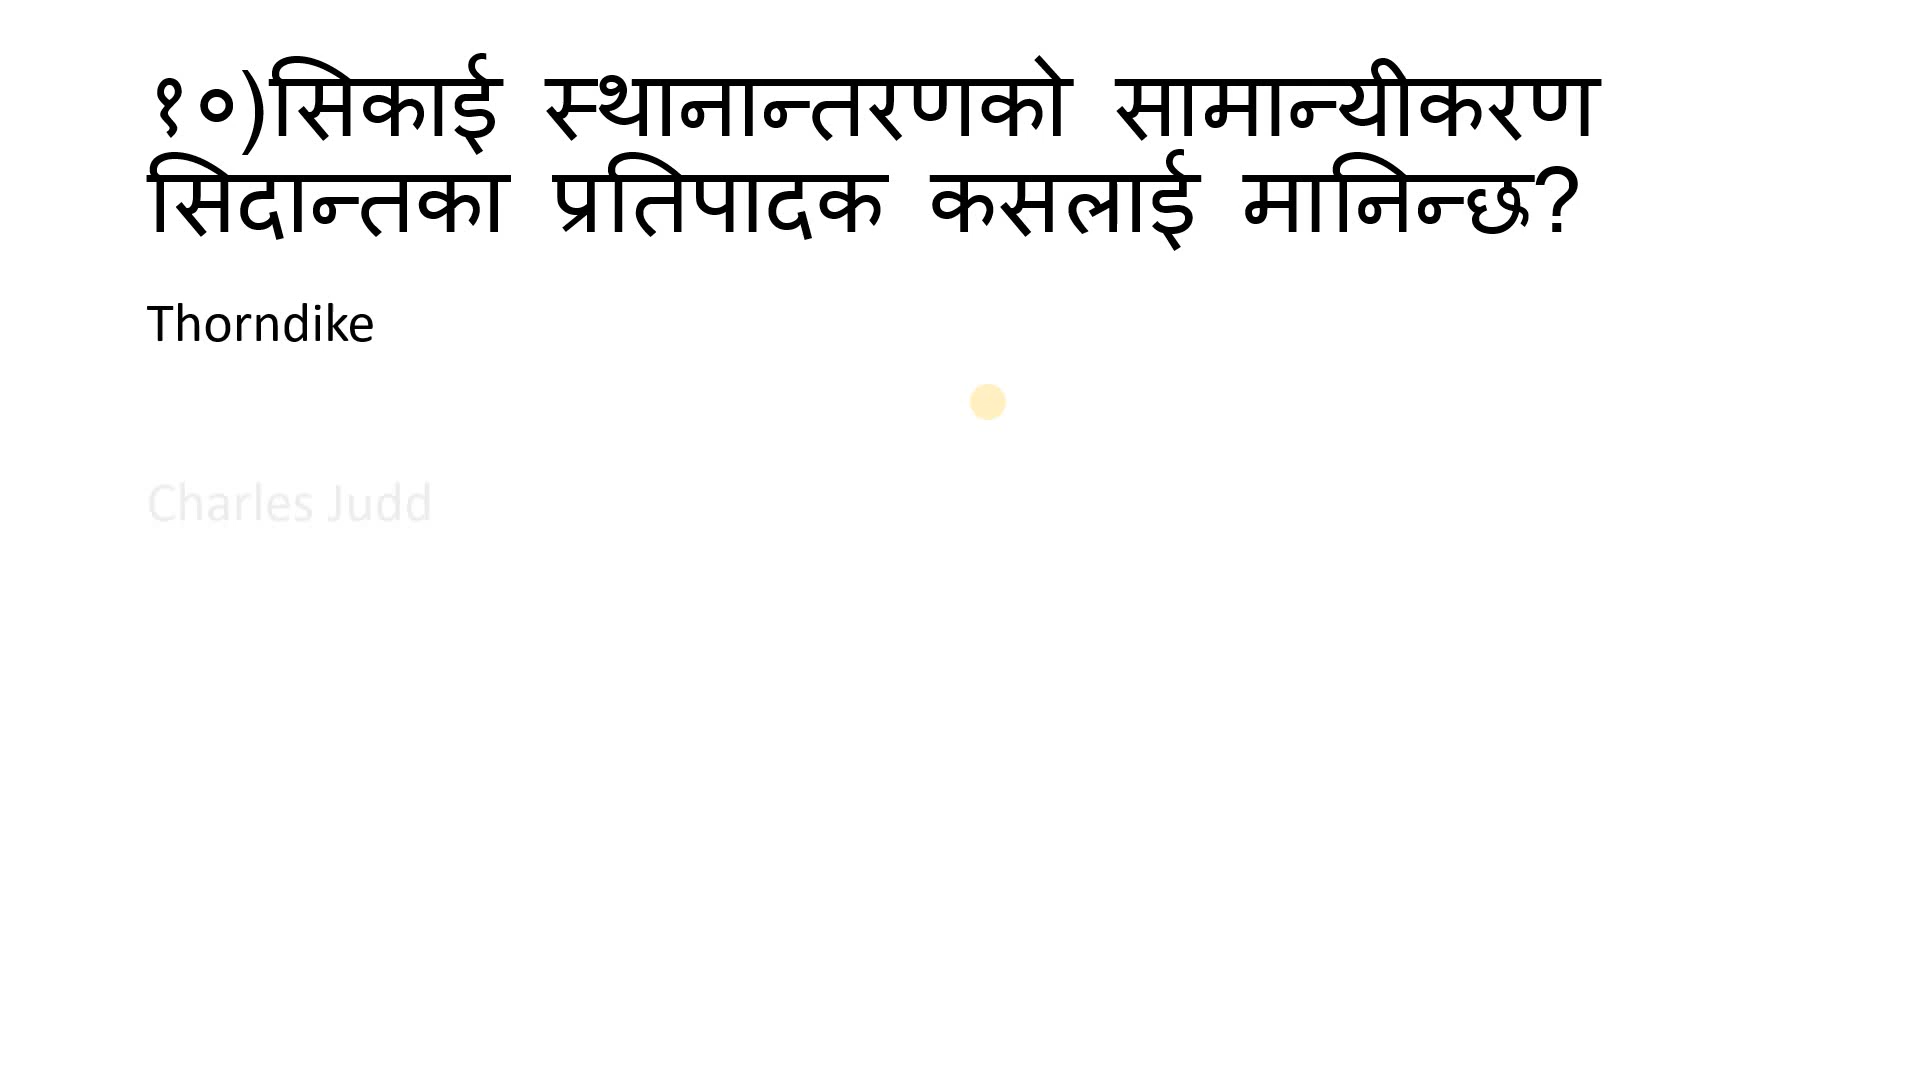 १०)सिकाई स्थानान्तरणको सामान्यीकरण
सिदान्तका प्रतिपादक कसलाई मानिन्छ?
Thorndike
Charles Judd